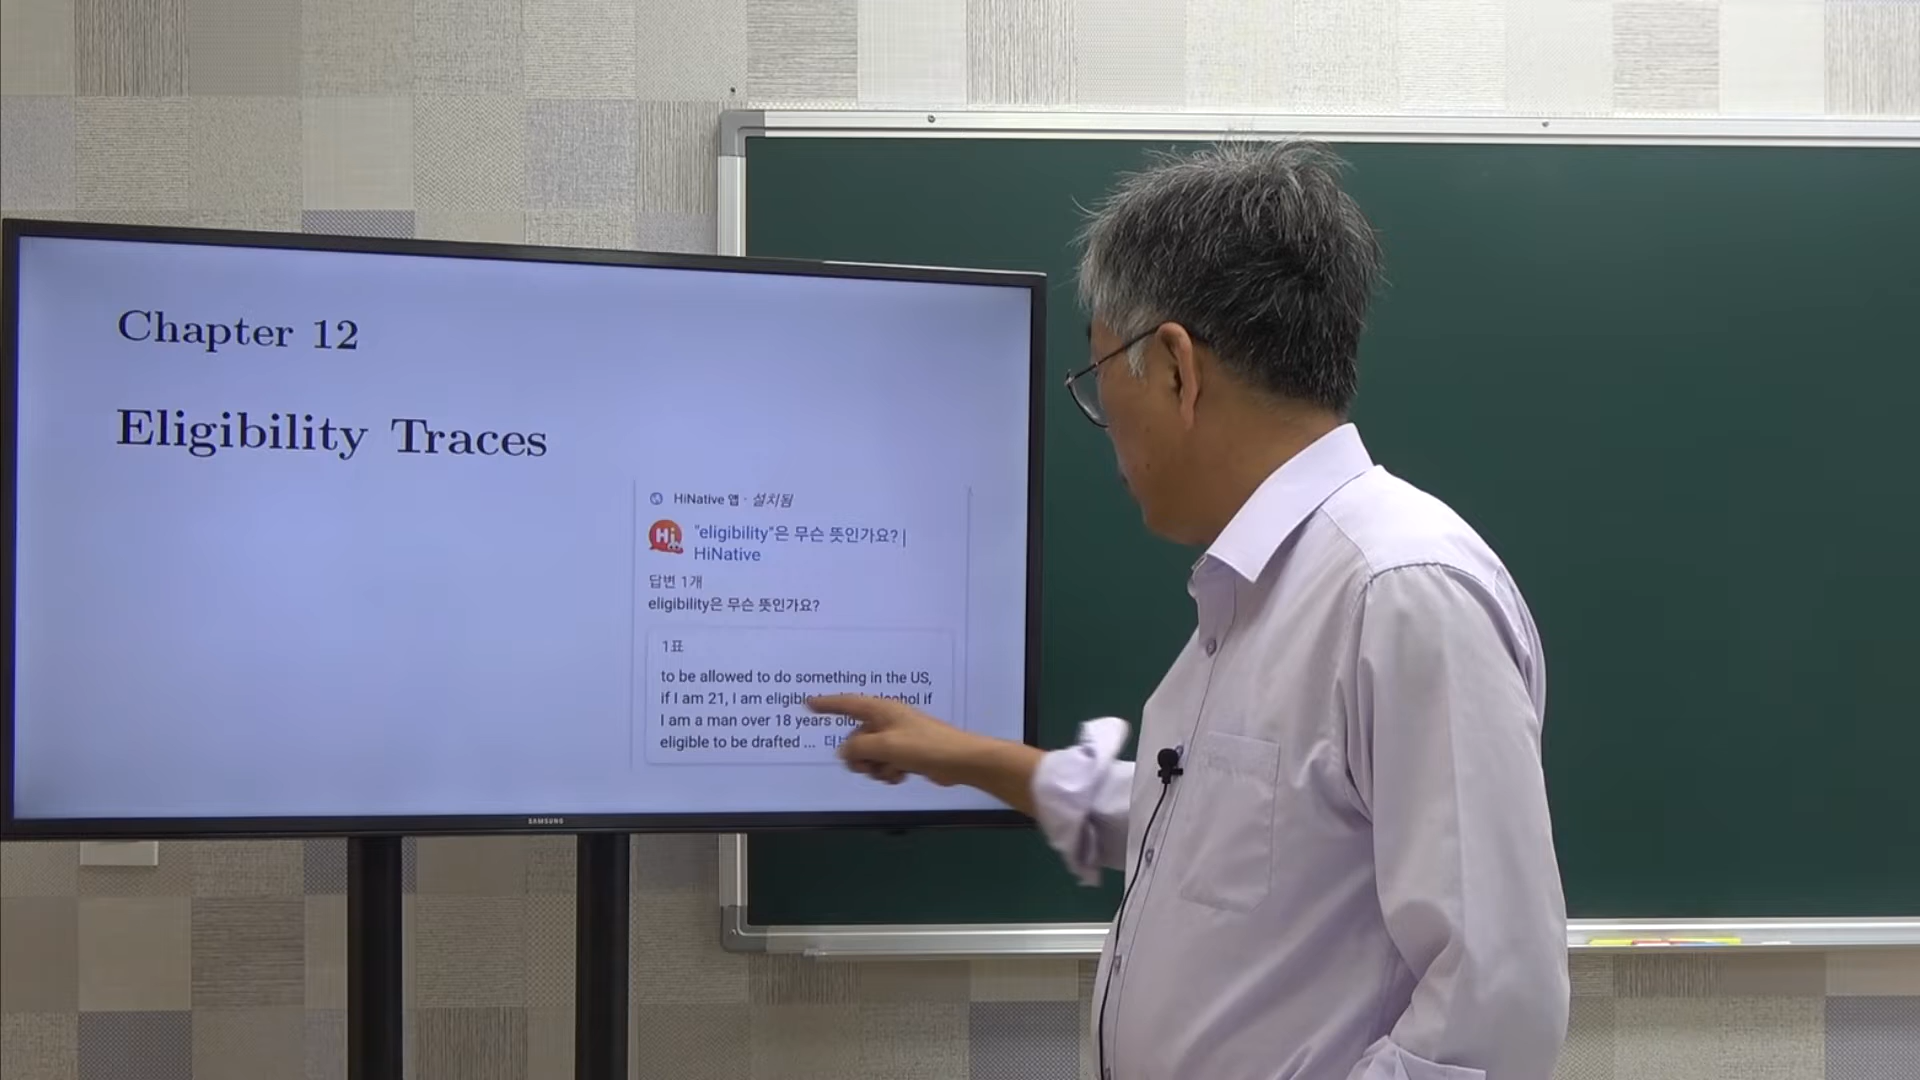 Chapter 12
Eligibility Traces
HiNative 앱 · 설치됨
Hi
"eligibility"은 무슨 뜻인가요? |
HiNative
답변 1개
eligibility은 무슨 뜻인가요?
1표
to be allowed to do something in the US,
if I am 21, I am eligible alcohol if
I am a man over 18 years old,
eligible to be drafted ...
SAMSUNG